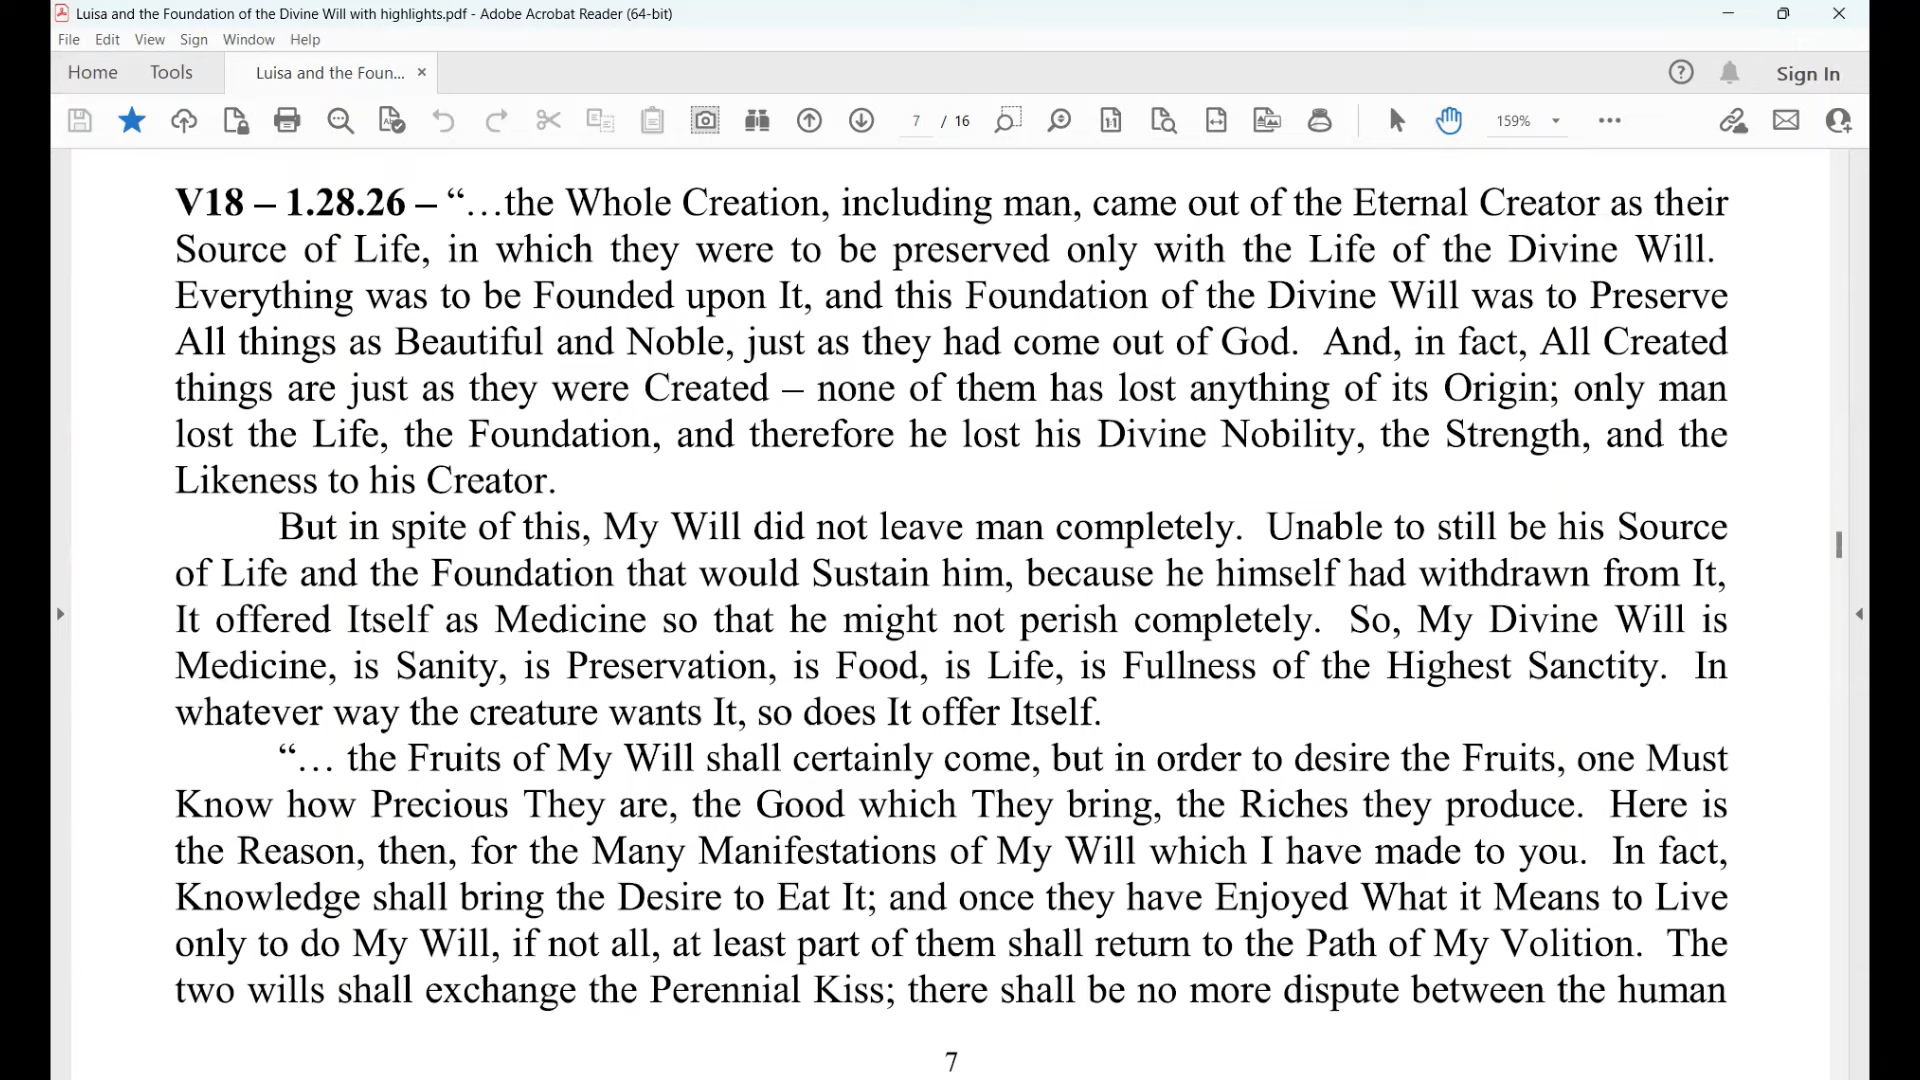 Luisa and the Foundation of the Divine Will with highlights.pdf - Adobe Acrobat Reader (64-bit)
File Edit View Sign Window Help
Home Tools Luisa and the Foun... × Sign In
7 / 16 159%
V18 – 1.28.26 – “…the Whole Creation, including man, came out of the Eternal Creator as their
Source of Life, in which they were to be preserved only with the Life of the Divine Will.
Everything was to be Founded upon It, and this Foundation of the Divine Will was to Preserve
All things as Beautiful and Noble, just as they had come out of God. And, in fact, All Created
things are just as they were Created – none of them has lost anything of its Origin; only man
lost the Life, the Foundation, and therefore he lost his Divine Nobility, the Strength, and the
Likeness to his Creator.
But in spite of this, My Will did not leave man completely. Unable to still be his Source
of Life and the Foundation that would Sustain him, because he himself had withdrawn from It,
It offered Itself as Medicine so that he might not perish completely. So, My Divine Will is
Medicine, is Sanity, is Preservation, is Food, is Life, is Fullness of the Highest Sanctity. In
whatever way the creature wants It, so does It offer Itself.
“… the Fruits of My Will shall certainly come, but in order to desire the Fruits, one Must
Know how Precious They are, the Good which They bring, the Riches they produce. Here is
the Reason, then, for the Many Manifestations of My Will which I have made to you. In fact,
Knowledge shall bring the Desire to Eat It; and once they have Enjoyed What it Means to Live
only to do My Will, if not all, at least part of them shall return to the Path of My Volition. The
two wills shall exchange the Perennial Kiss; there shall be no more dispute between the human
7